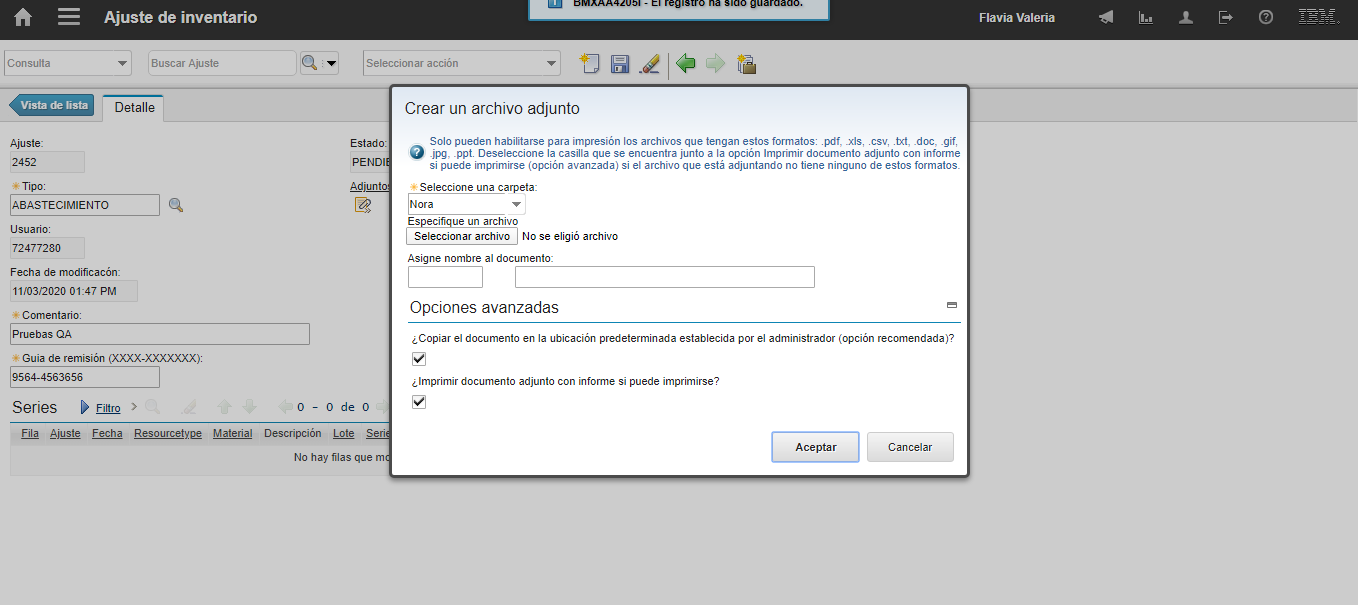 BMXAA4205I - El registro ha sido guardado.
Ajuste de inventario
Flavia Valeria
IBM.
Consulta
Buscar Ajuste
Seleccionar acción
Vista de lista
Detalle
Ajuste:
2452
Estado:
PENDIE
Tipo:
ABASTECIMIENTO
Adjuntos
Usuario:
72477280
Fecha de modificacón:
11/03/2020 01:47 PM
Comentario:
Pruebas QA
Guia de remisión (XXXX-XXXXXXX):
9564-4563656
Series
Filtro
0 - 0 de 0
Fila Ajuste Fecha Resourcetype Material Descripción Lote Serie
No hay filas que mo
Crear un archivo adjunto
Solo pueden habilitarse para impresión los archivos que tengan estos formatos: .pdf, .xls, .csv, .txt, .doc, .gif,
.jpg, .ppt. Deseleccione la casilla que se encuentra junto a la opción Imprimir documento adjunto con informe
si puede imprimirse (opción avanzada) si el archivo que está adjuntando no tiene ninguno de estos formatos.
Seleccione una carpeta:
Nora
Especifique un archivo
Seleccionar archivo No se eligió archivo
Asigne nombre al documento:
Opciones avanzadas
¿Copiar el documento en la ubicación predeterminada establecida por el administrador (opción recomendada)?
¿Imprimir documento adjunto con informe si puede imprimirse?
Aceptar
Cancelar